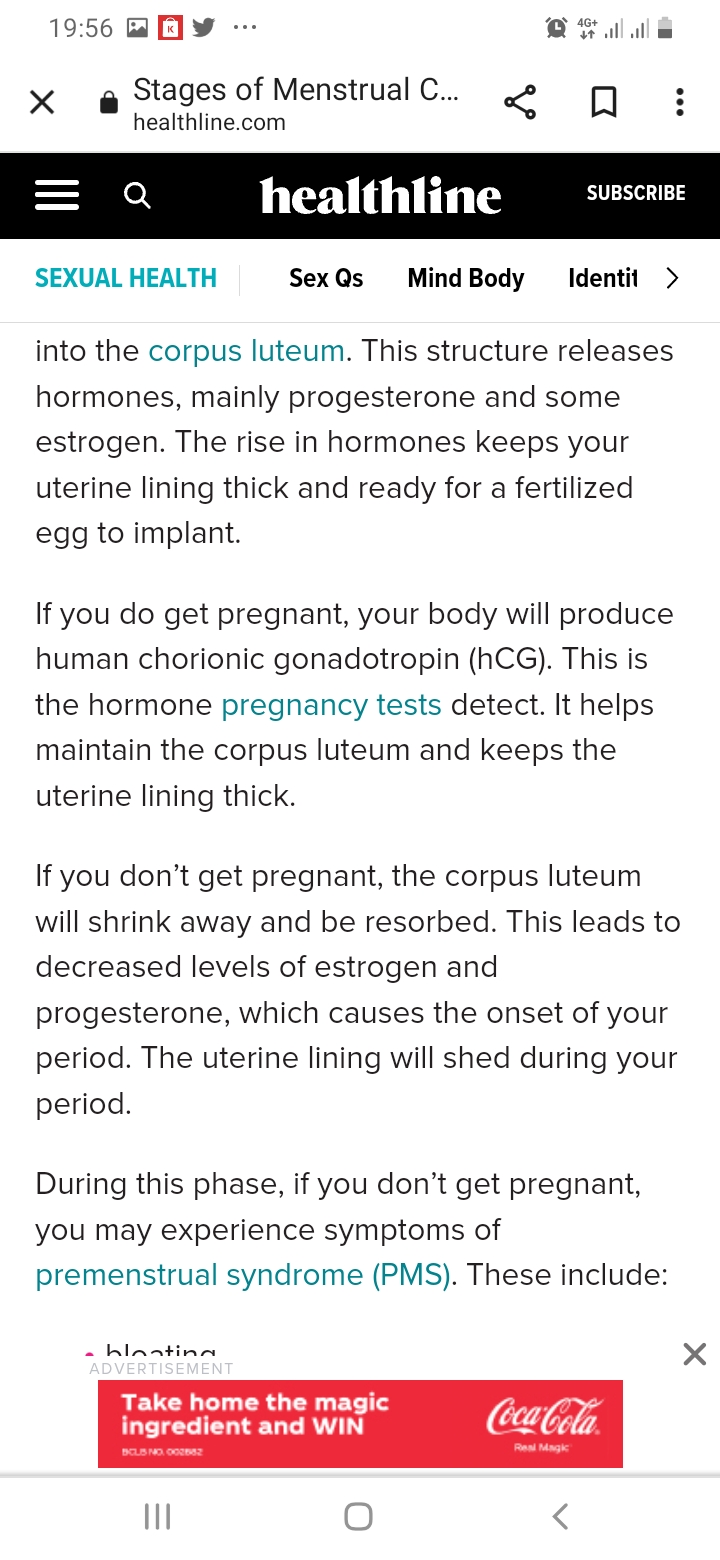 19:56
4G+
Stages of Menstrual C...
healthline.com
healthline
SUBSCRIBE
SEXUAL HEALTH
Sex Qs
Mind Body
Identit
into the corpus luteum. This structure releases
hormones, mainly progesterone and some
estrogen. The rise in hormones keeps your
uterine lining thick and ready for a fertilized
egg to implant.
If you do get pregnant, your body will produce
human chorionic gonadotropin (hCG). This is
the hormone pregnancy tests detect. It helps
maintain the corpus luteum and keeps the
uterine lining thick.
If you don’t get pregnant, the corpus luteum
will shrink away and be resorbed. This leads to
decreased levels of estrogen and
progesterone, which causes the onset of your
period. The uterine lining will shed during your
period.
During this phase, if you don’t get pregnant,
you may experience symptoms of
premenstrual syndrome (PMS). These include:
• bloating
ADVERTISEMENT
Take home the magic
ingredient and WIN
BCLB NO. 002882
Coca-Cola
Real Magic